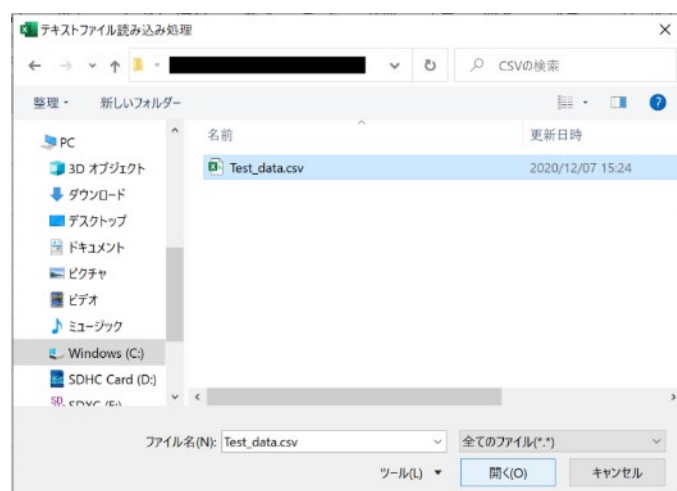 テキストファイル読み込み処理
CSVの検索
整理
新しいフォルダー
名前
更新日時
PC
Test_data.csv
2020/12/07 15:24
3D オブジェクト
ダウンロード
デスクトップ
ドキュメント
ピクチャ
ビデオ
ミュージック
Windows (C:)
SDHC Card (D:)
ファイル名(N):
Test_data.csv
全てのファイル(*.*)
ツール(L)
開く(O)
キャンセル